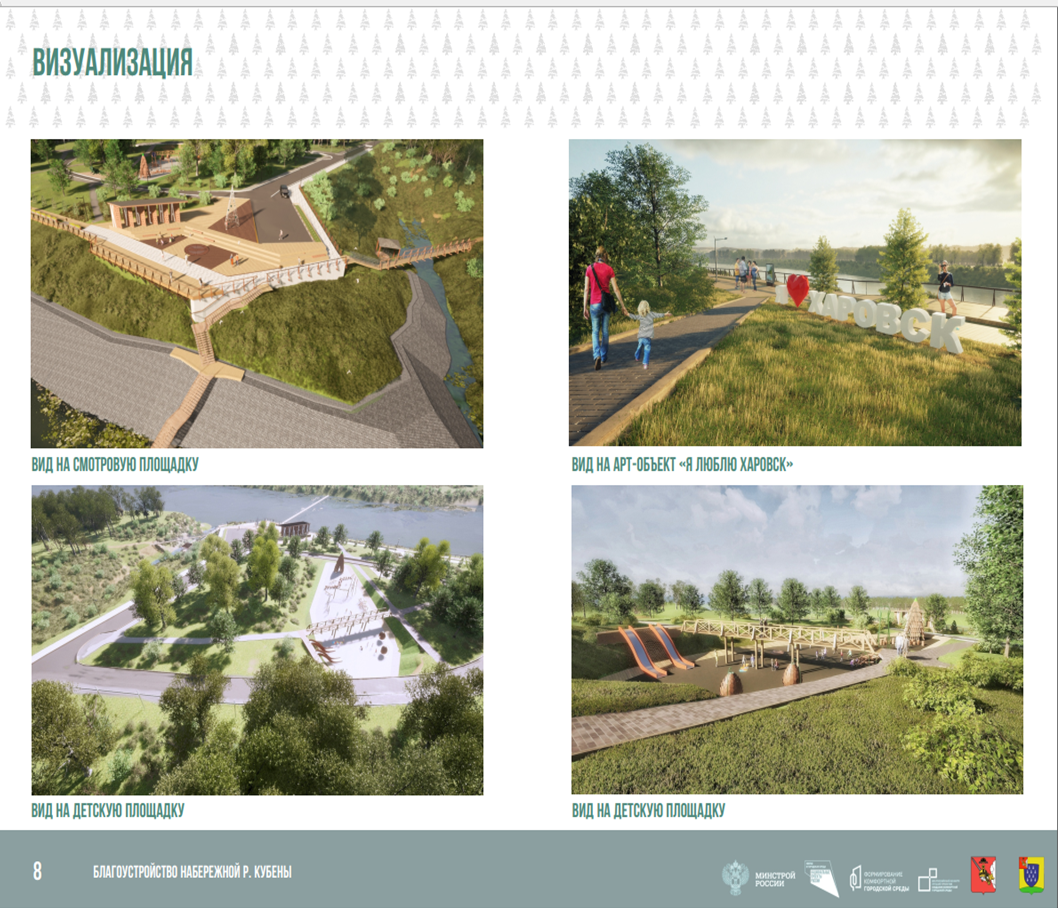 ВИЗУАЛИЗАЦИЯ
Я ❤ ХАРОВСК
ВИД НА СМОТРОВУЮ ПЛОЩАДКУ
ВИД НА АРТ-ОБЪЕКТ «Я ЛЮБЛЮ ХАРОВСК»
ВИД НА ДЕТСКУЮ ПЛОЩАДКУ
ВИД НА ДЕТСКУЮ ПЛОЩАДКУ
8
БЛАГОУСТРОЙСТВО НАБЕРЕЖНОЙ Р. КУБЕНЫ
МИНСТРОЙ
РОССИИ
ФОРМИРОВАНИЕ
КОМФОРТНОЙ
ГОРОДСКОЙ СРЕДЫ